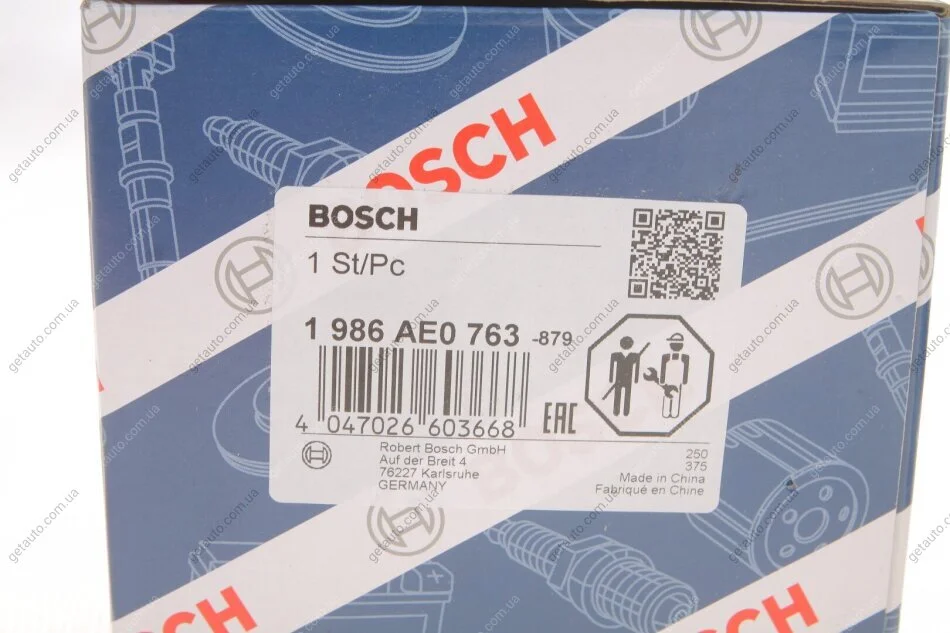 BOSCH
BOSCH
1 St/Pc
1 986 AE0 763 -879
4 047026 603668
EAC
Robert Bosch GmbH
Auf der Breit 4
76227 Karlsruhe
GERMANY
250
375
Made in China
Fabriqué en Chine
BOSCH
BOSCH
getauto.com.ua